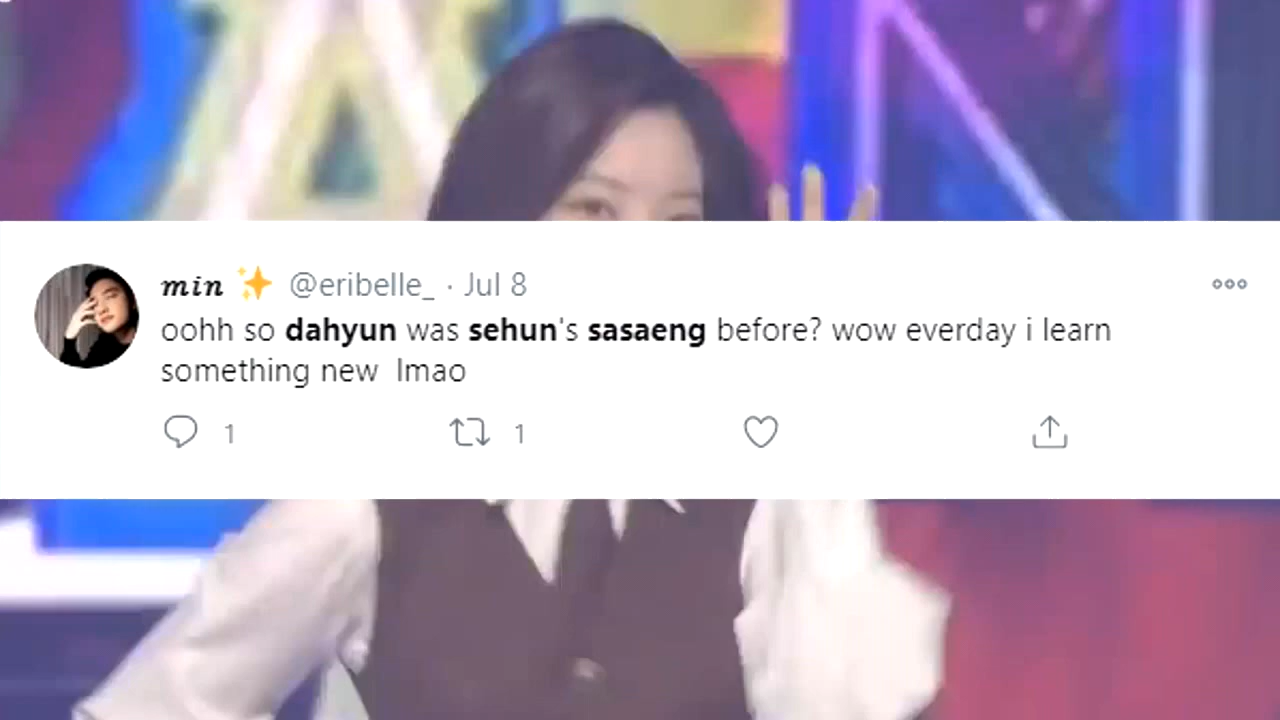 min ✨ @eribelle_ · Jul 8
oohh so dahyun was sehun's sasaeng before? wow everday i learn
something new lmao
1 1